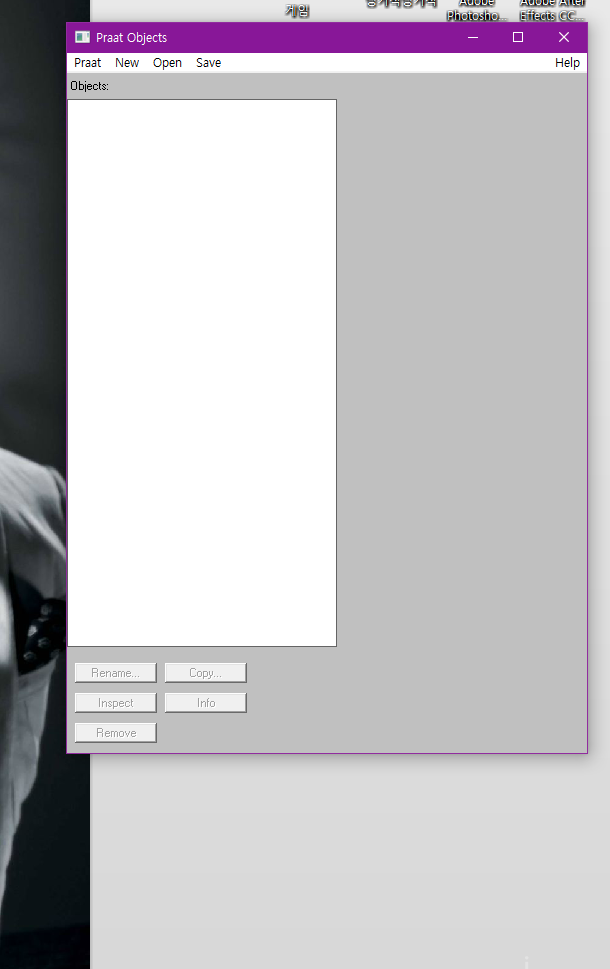 게임
Adobe
Photosho...
Adobe After
Effects CC...
Praat Objects
Praat New Open Save Help
Objects:
Rename... Copy...
Inspect Info
Remove